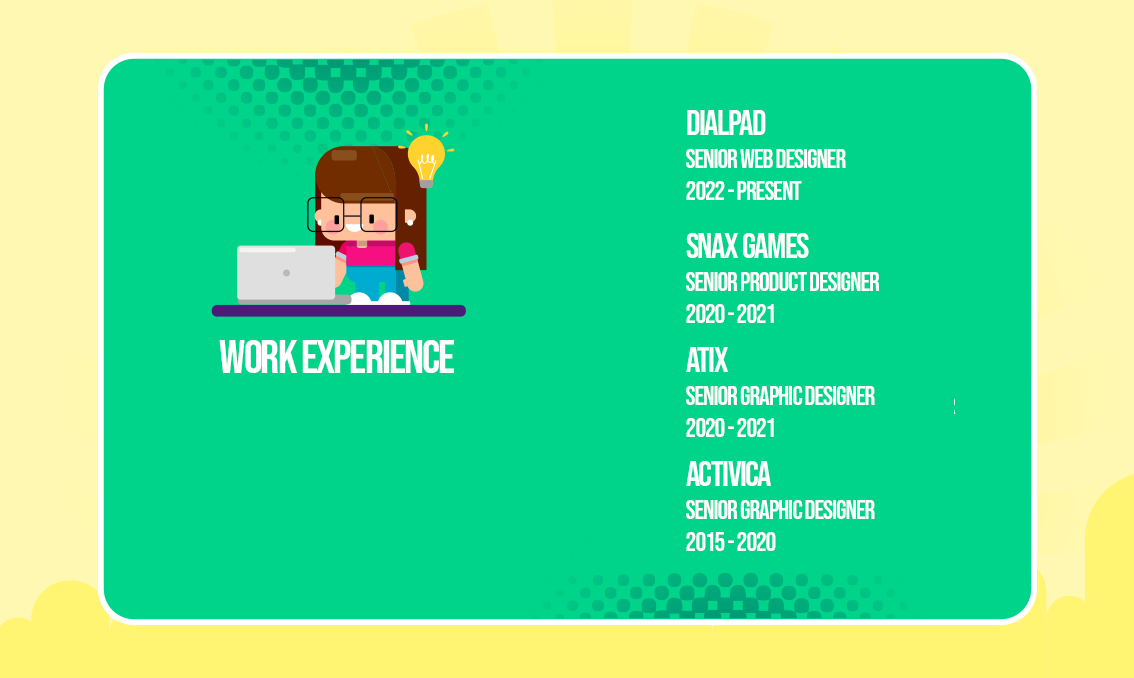 WORK EXPERIENCE
DIALPAD
SENIOR WEB DESIGNER
2022 - PRESENT
SNAX GAMES
SENIOR PRODUCT DESIGNER
2020 - 2021
ATIX
SENIOR GRAPHIC DESIGNER
2020 - 2021
ACTIVICA
SENIOR GRAPHIC DESIGNER
2015 - 2020